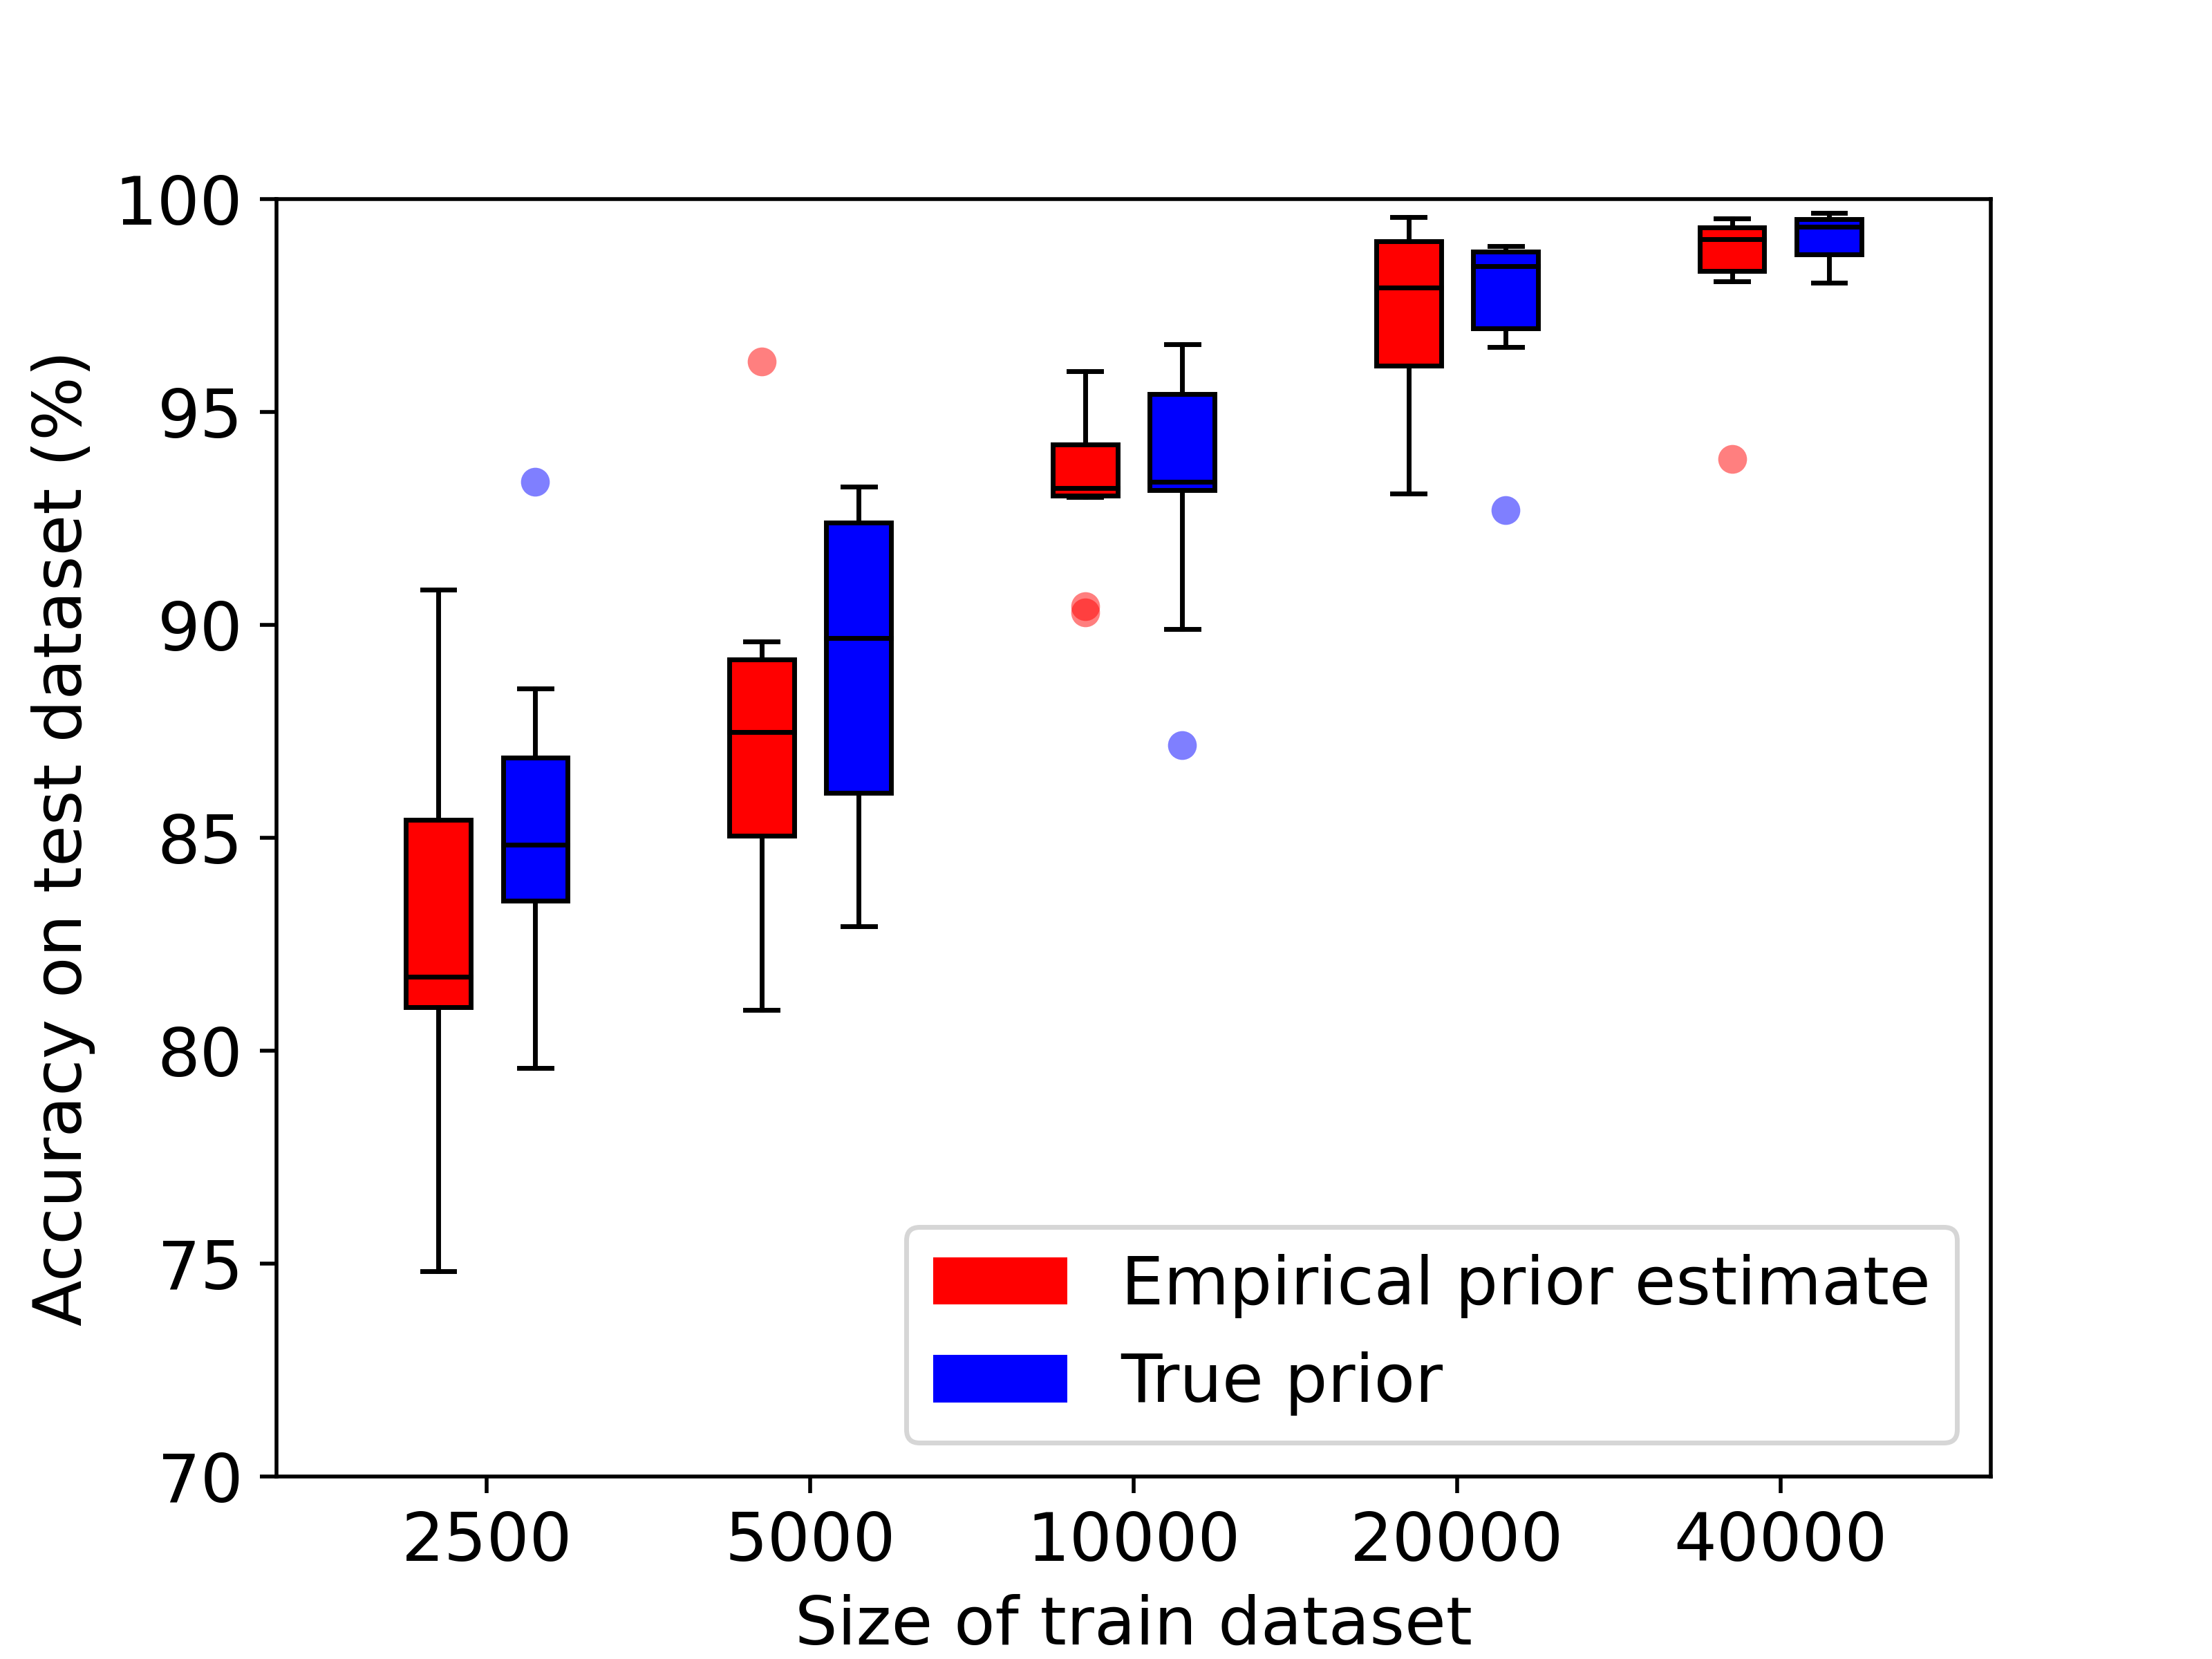 100
95
90
85
80
75
70
Accuracy on test dataset (%)
Empirical prior estimate
True prior
2500 5000 10000 20000 40000
Size of train dataset